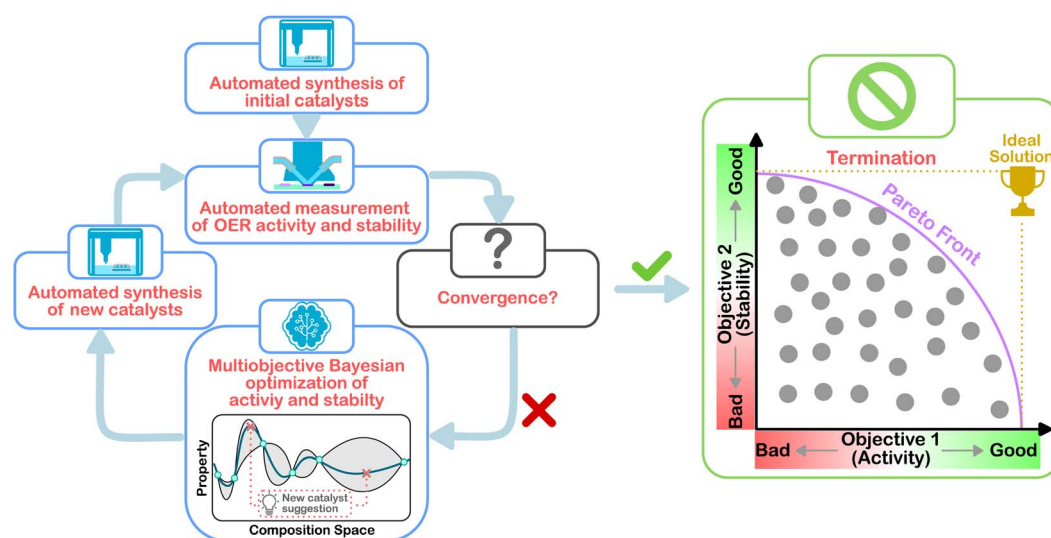 Automated synthesis of
initial catalysts
Automated measurement
of OER activity and stability
?
Convergence?
Automated synthesis
of new catalysts
Multiobjective Bayesian
optimization of
activiy and stabilty
Property
New catalyst
suggestion
Composition Space
Termination
Ideal
Solution
Pareto Front
Good
Objective 2
(Stability)
Bad
Bad
Objective 1
(Activity)
Good